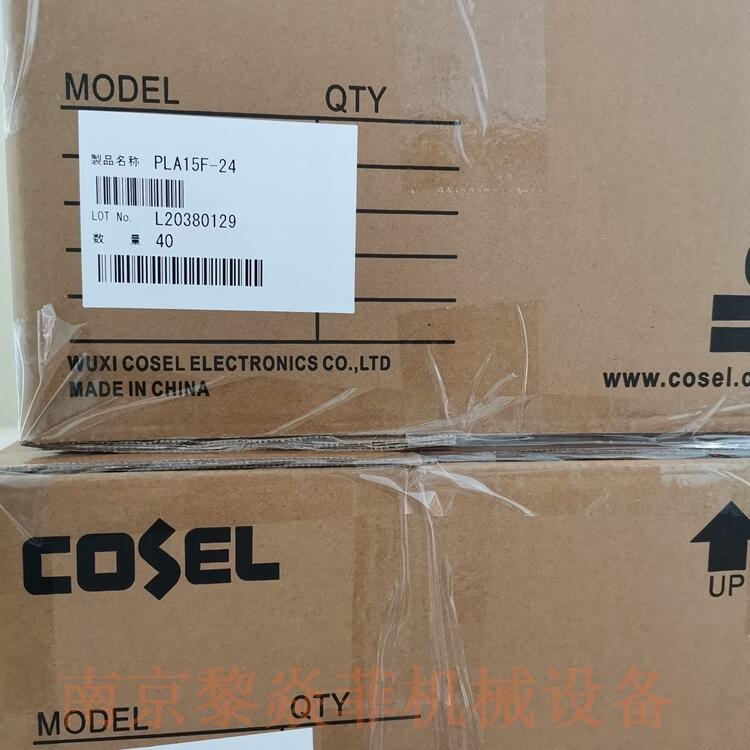 MODEL QTY
製品名称 PLA15F-24
LOT No. L20380129
数 量 40
WUXI COSEL ELECTRONICS CO.,LTD
MADE IN CHINA
www.cosel.c
COSEL
UP
南京黎焱菲机械设备
MODEL QTY